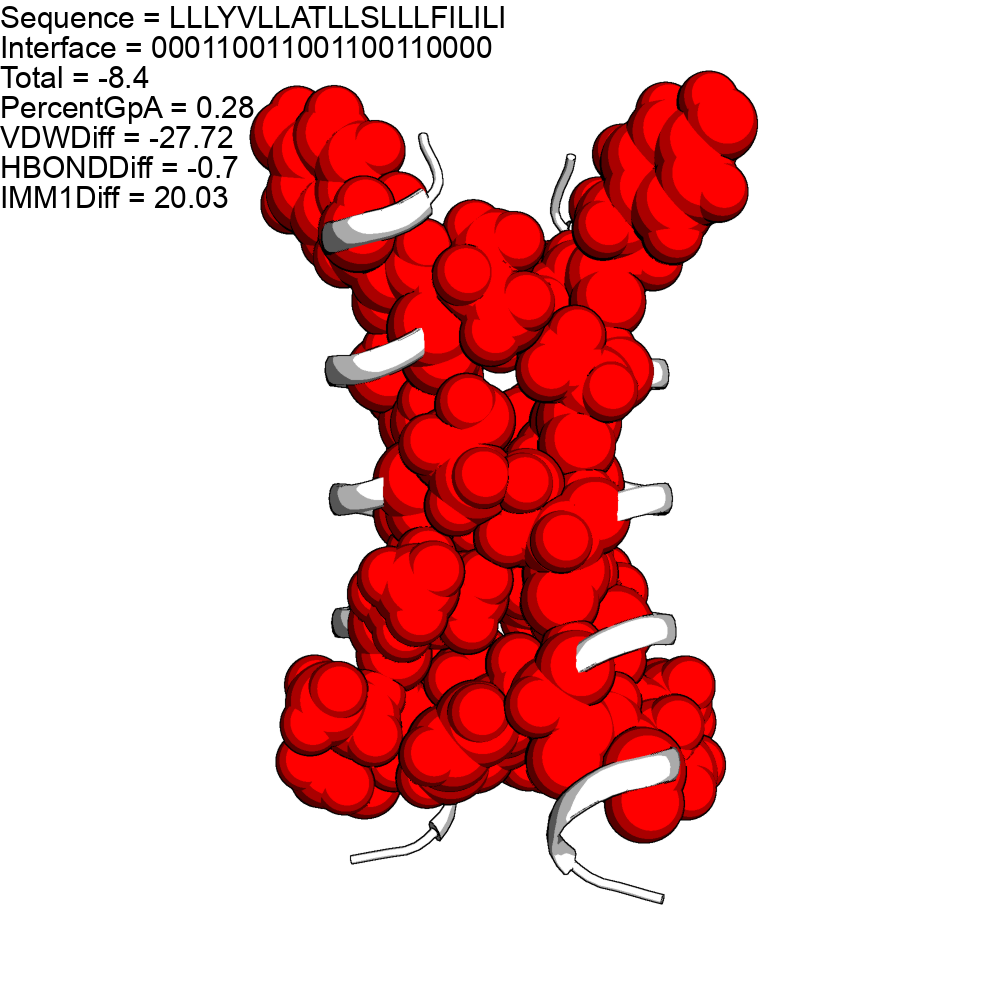 Sequence = LLLYVLLATLLSLLLFILILI
Interface = 000110011001100110000
Total = -8.4
PercentGpA = 0.28
VDWDiff = -27.72
HBONDDiff = -0.7
IMM1Diff = 20.03